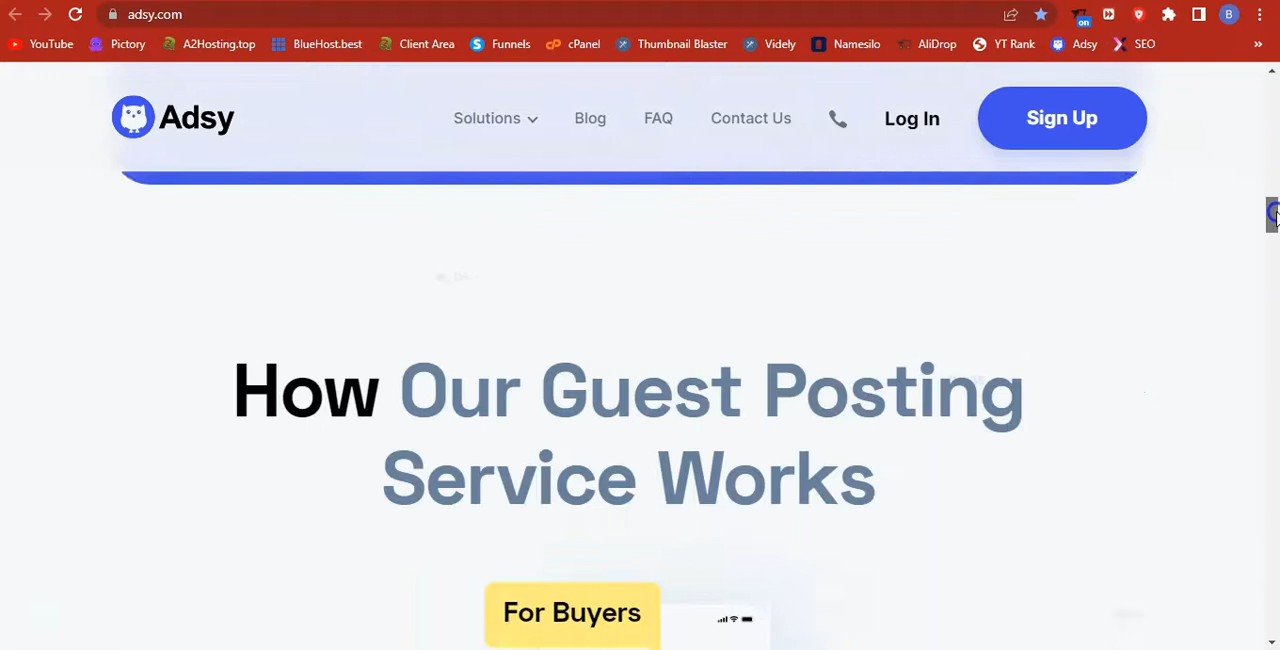 adsy.com
on
B
YouTube
Pictory
A2Hosting.top
BlueHost.best
Client Area
Funnels
cPanel
Thumbnail Blaster
Videly
Namesilo
AliDrop
YT Rank
Adsy
SEO
»
Adsy
Solutions
Blog
FAQ
Contact Us
Log In
Sign Up
How Our Guest Posting
Service Works
For Buyers